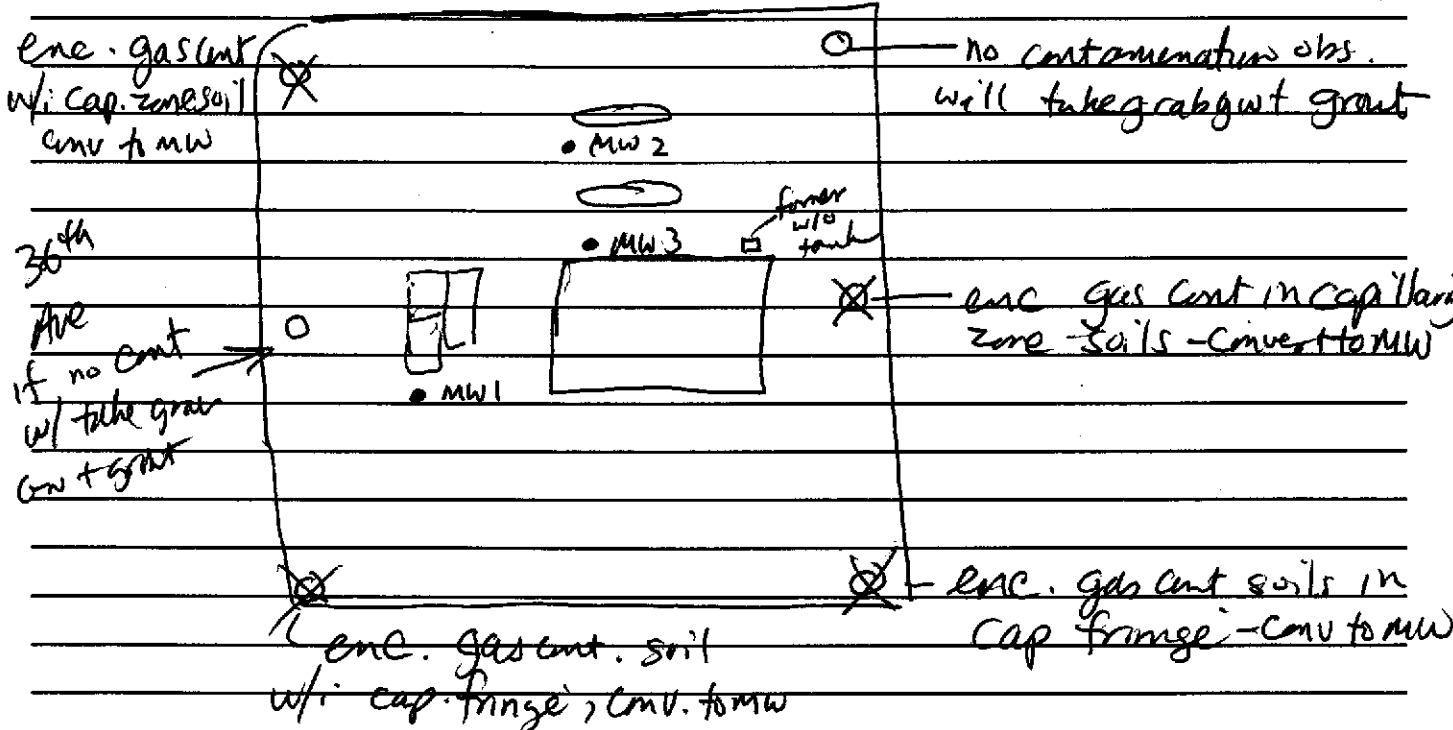 enc. gas cont
w/i cap. zone soil
conv to MW
no contamenation obs.
will take grab gw + grout
• MW 2
former
w/o
tank
• MW 3
36th
Ave
if no cont
w/ take grab
GW + grout
• MW 1
enc gas cont in capillary
zone soils - convert to MW
enc. gas cont soils in
cap fringe - conv to MW
enc. gas cont. soil
w/i cap. fringe, conv. to MW